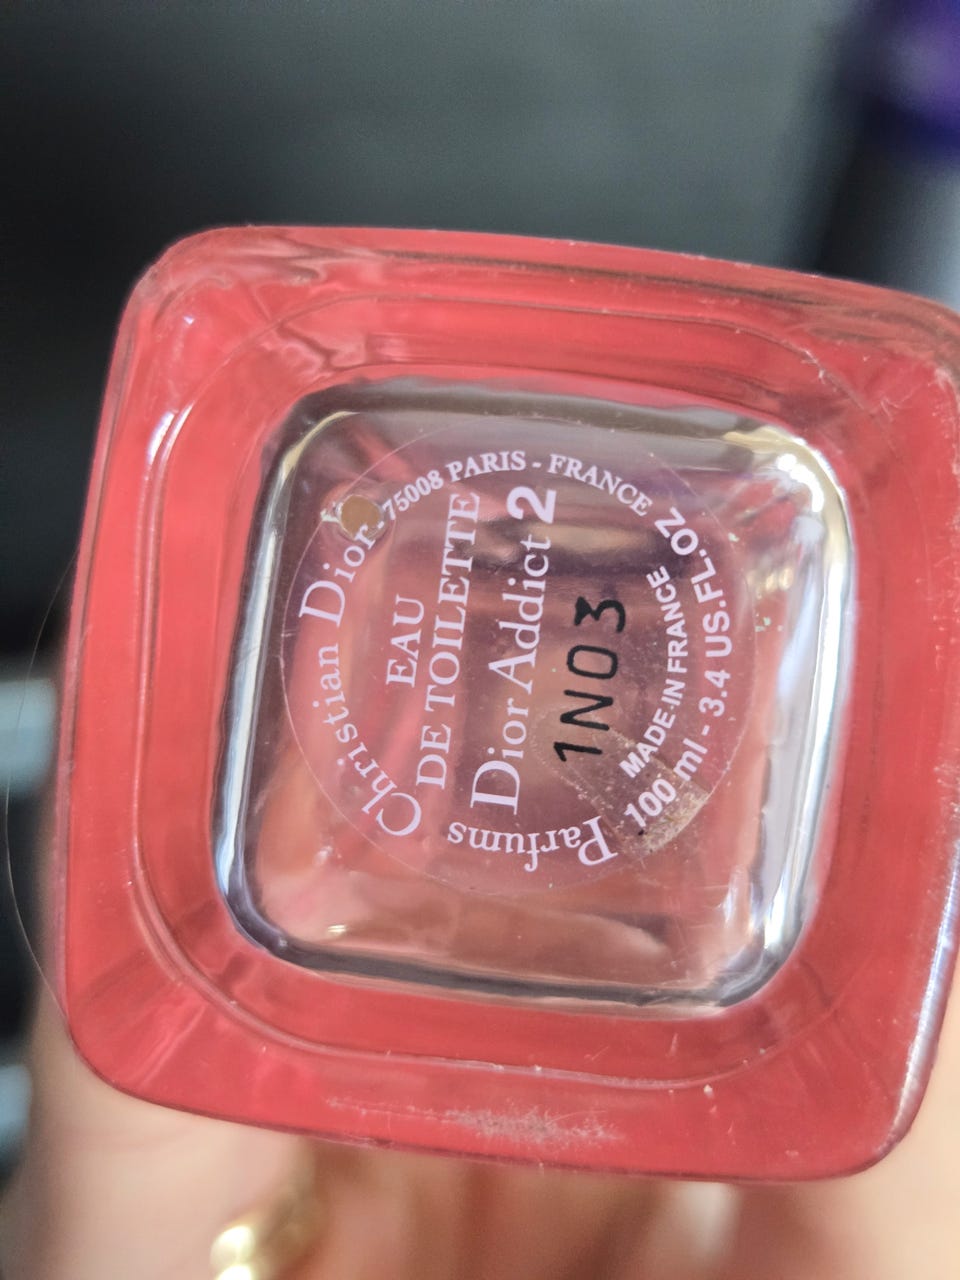 Parfums Christian Dior - 75008 PARIS - FRANCE
EAU
DE TOILETTE
Dior Addict 2
1N03
MADE IN FRANCE
100 ml - 3.4 US.FL.OZ